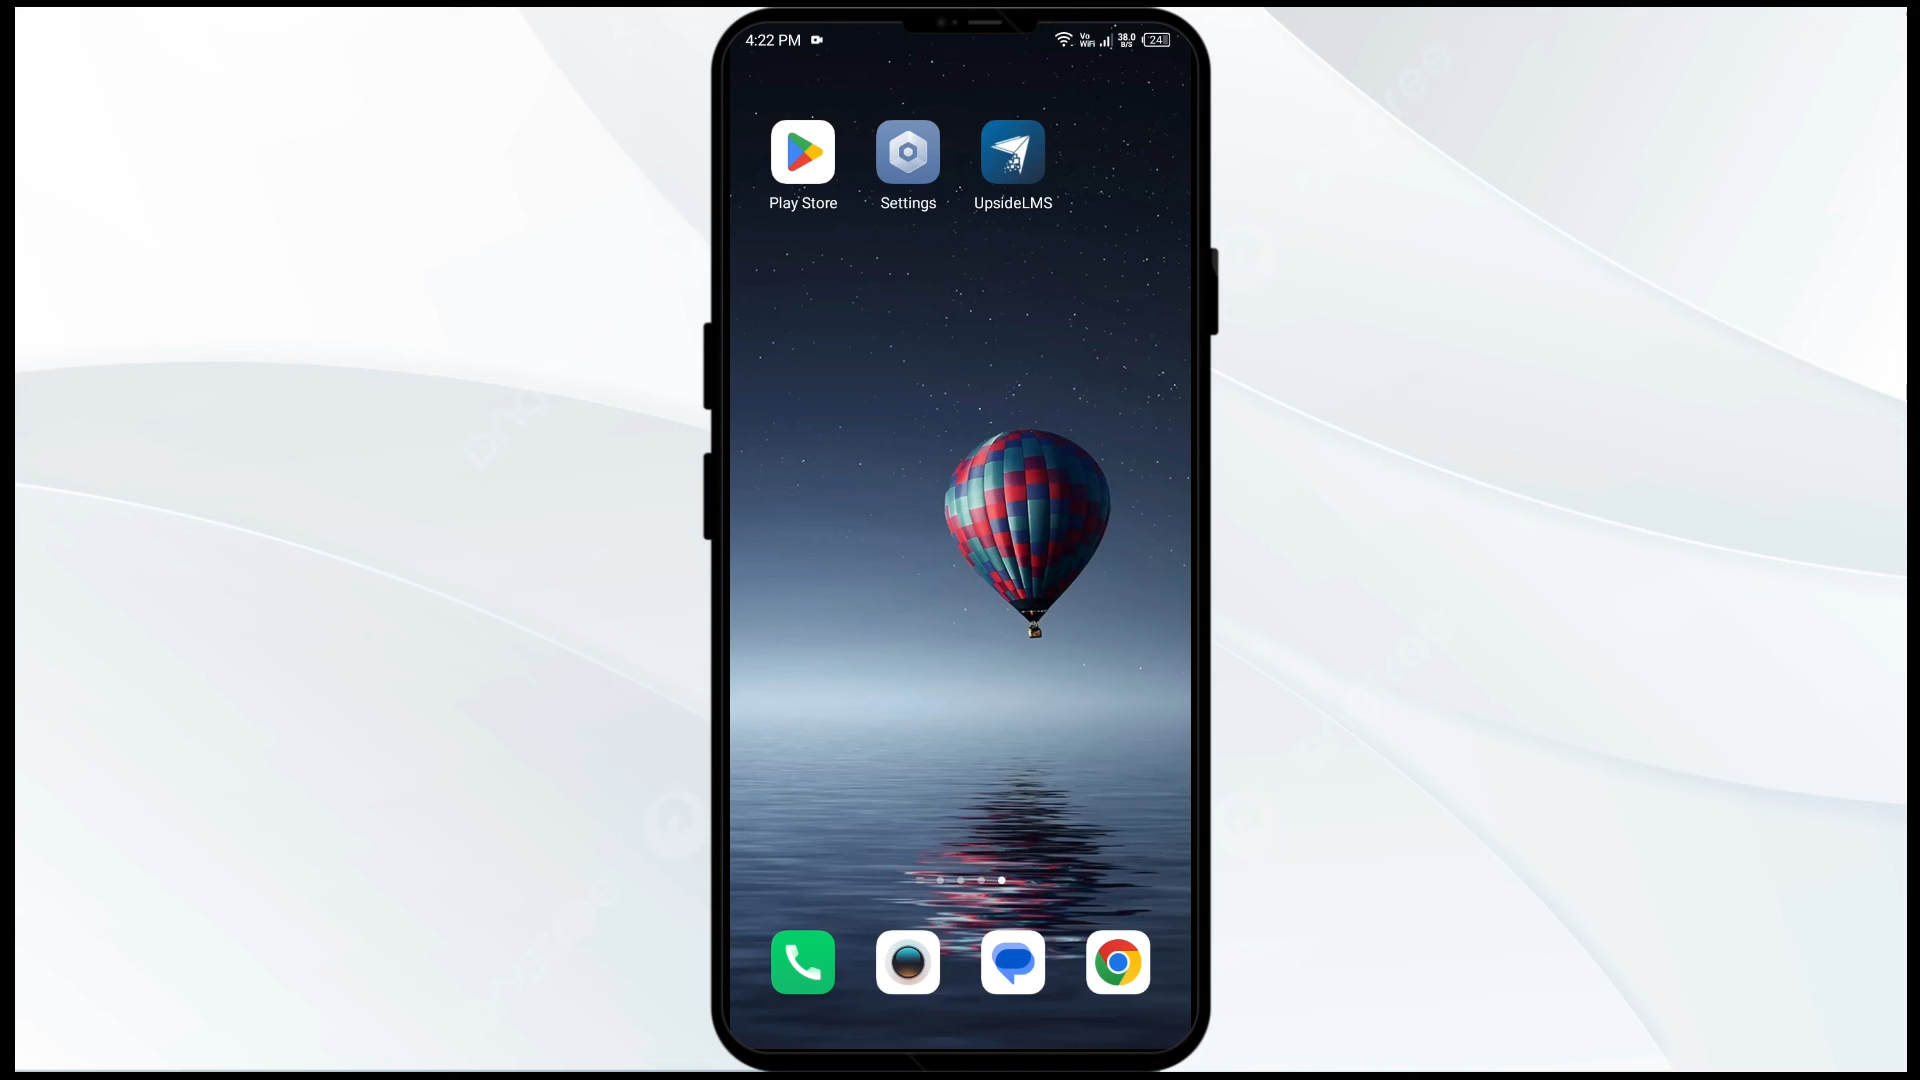 4:22 PM
Vo
WiFi
38.0
B/S
24
Play Store
Settings
UpsideLMS